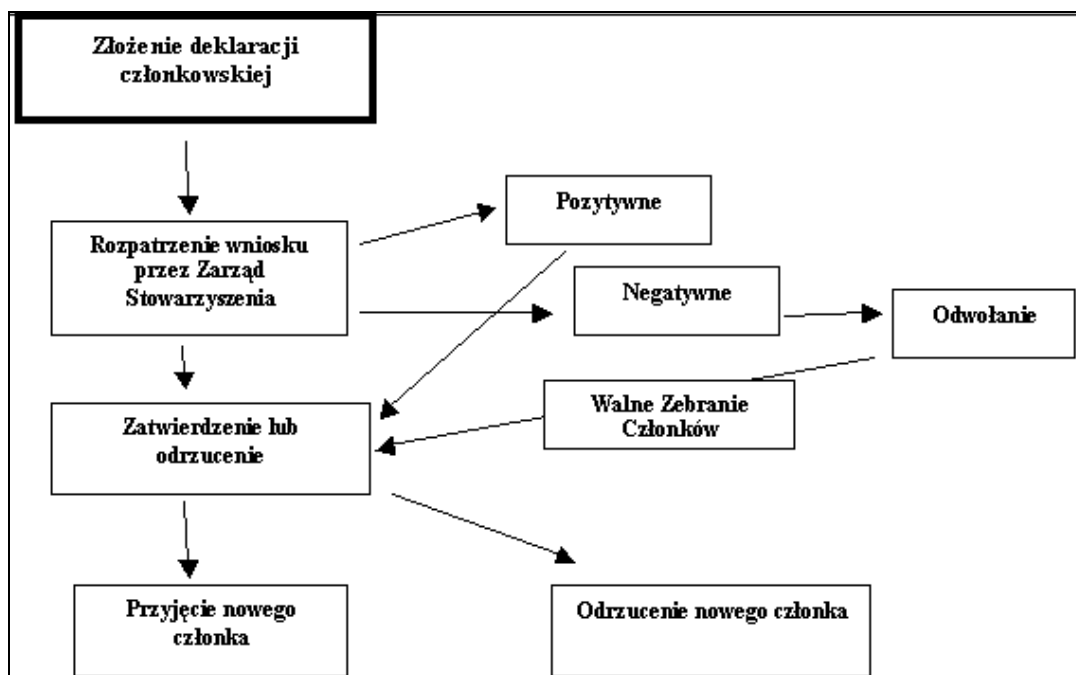 Złożenie deklaracji
członkowskiej
Pozytywne
Rozpatrzenie wniosku
przez Zarząd
Stowarzyszenia
Negatywne
Odwołanie
Walne Zebranie
Członków
Zatwierdzenie lub
odrzucenie
Przyjęcie nowego
członka
Odrzucenie nowego członka